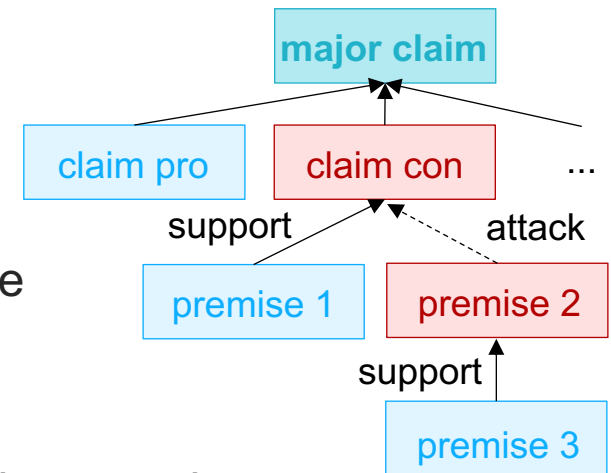 major claim
claim pro
claim con
...
support
attack
e
premise 1
premise 2
support
premise 3